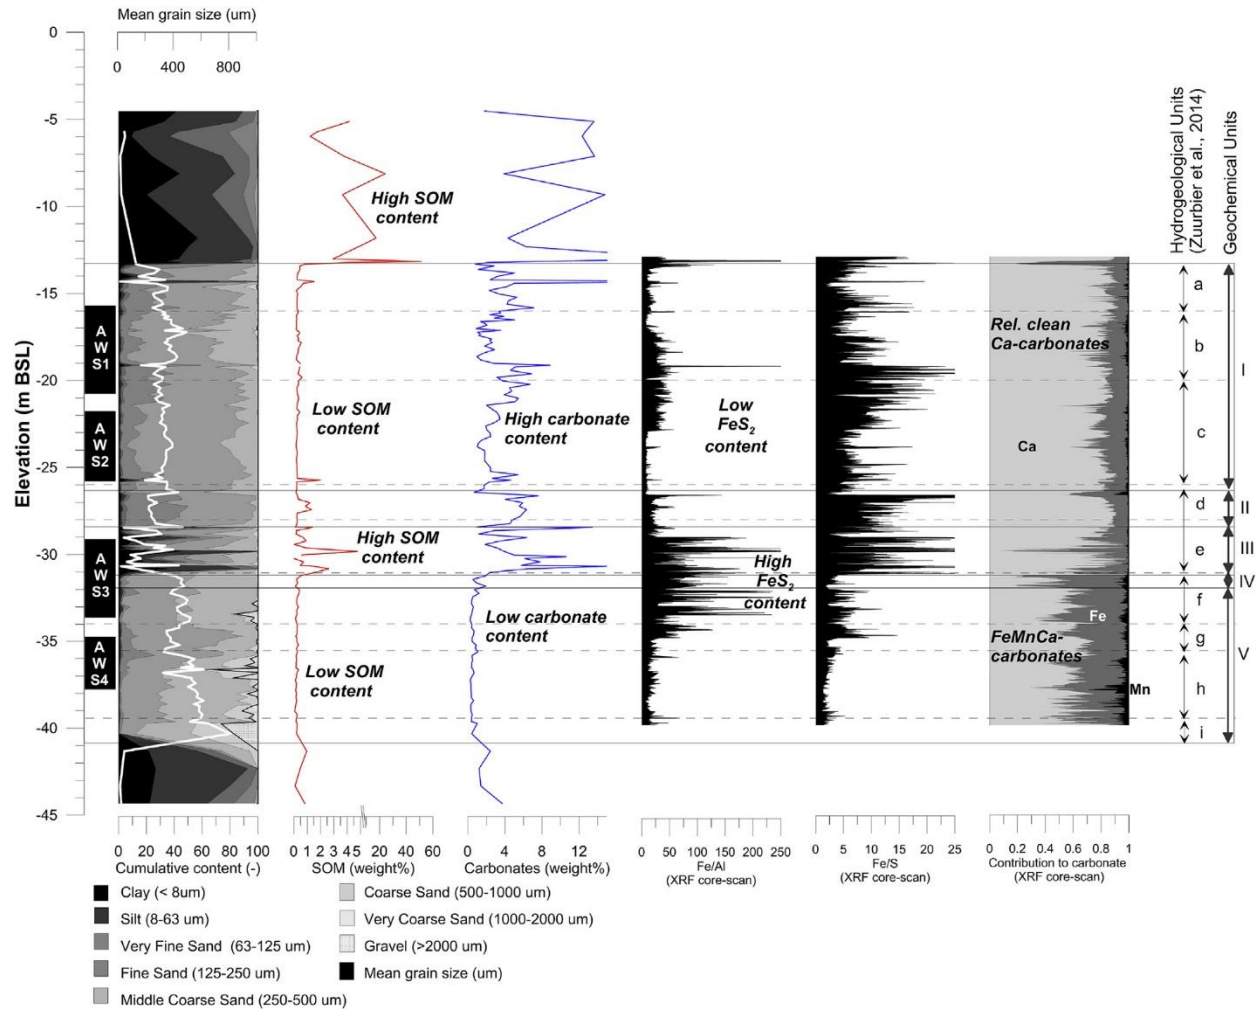 Mean grain size (um)
0 400 800
Elevation (m BSL)
0
-5
-10
-15
-20
-25
-30
-35
-40
-45
A W S1
A W S2
A W S3
A W S4
High SOM
content
Low SOM
content
High SOM
content
Low SOM
content
High carbonate
content
Low carbonate
content
Low
FeS2
content
High
FeS2
content
Rel. clean
Ca-carbonates
Ca
Fe
FeMnCa-
carbonates
Mn
Hydrogeological Units
(Zuurbier et al., 2014)
Geochemical Units
a
b
c
d
e
f
g
h
i
I
II
III
IV
V
0 20 40 60 80 100
Cumulative content (-)
0 1 2 3 4 5 20 60
SOM (weight%)
0 4 8 12
Carbonates (weight%)
0 50 100 150 200 250
Fe/Al
(XRF core-scan)
0 5 10 15 20 25
Fe/S
(XRF core-scan)
0 0.2 0.4 0.6 0.8 1
Contribution to carbonate
(XRF core-scan)
Clay (< 8um)
Silt (8-63 um)
Very Fine Sand (63-125 um)
Fine Sand (125-250 um)
Middle Coarse Sand (250-500 um)
Coarse Sand (500-1000 um)
Very Coarse Sand (1000-2000 um)
Gravel (>2000 um)
Mean grain size (um)